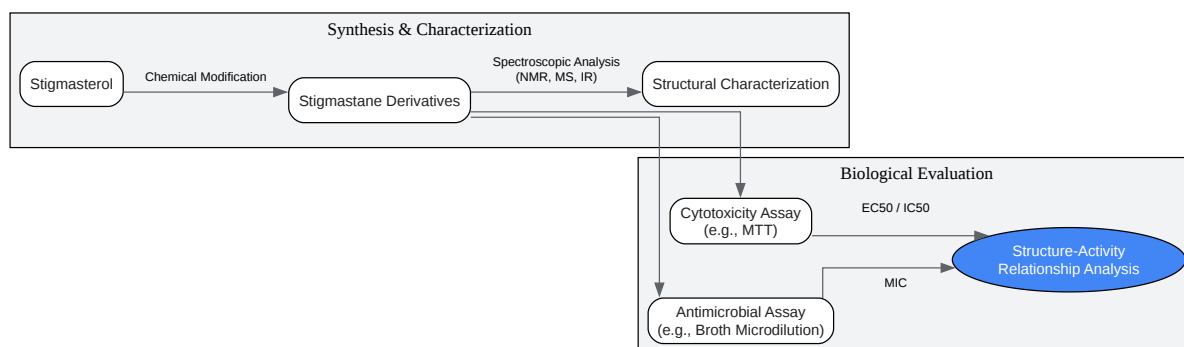 Synthesis & Characterization
Stigmasterol
Chemical Modification
Stigmastane Derivatives
Spectroscopic Analysis
(NMR, MS, IR)
Structural Characterization
Biological Evaluation
Cytotoxicity Assay
(e.g., MTT)
EC50 / IC50
Structure-Activity
Relationship Analysis
MIC
Antimicrobial Assay
(e.g., Broth Microdilution)